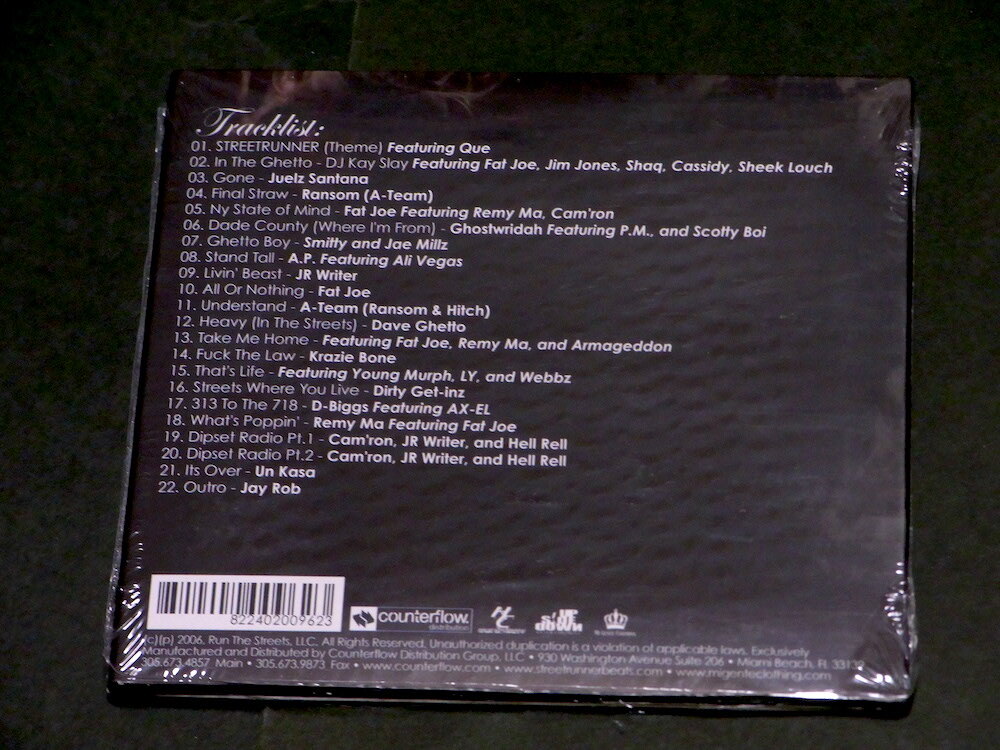 Tracklist:
01. STREETRUNNER (Theme) Featuring Que
02. In The Ghetto - DJ Kay Slay Featuring Fat Joe, Jim Jones, Shaq, Cassidy, Sheek Louch
03. Gone - Juelz Santana
04. Final Straw - Ransom (A-Team)
05. Ny State of Mind - Fat Joe Featuring Remy Ma, Cam'ron
06. Dade County (Where I'm From) - Ghostwridah Featuring P.M., and Scotty Boi
07. Ghetto Boy - Smitty and Jae Millz
08. Stand Tall - A.P. Featuring Ali Vegas
09. Livin' Beast - JR Writer
10. All Or Nothing - Fat Joe
11. Understand - A-Team (Ransom & Hitch)
12. Heavy (In The Streets) - Dave Ghetto
13. Take Me Home - Featuring Fat Joe, Remy Ma, and Armageddon
14. Fuck The Law - Krazie Bone
15. That's Life - Featuring Young Murph, LY, and Webbz
16. Streets Where You Live - Dirty Get-inz
17. 313 To The 718 - D-Biggs Featuring AX-EL
18. What's Poppin' - Remy Ma Featuring Fat Joe
19. Dipset Radio Pt.1 - Cam'ron, JR Writer, and Hell Rell
20. Dipset Radio Pt.2 - Cam'ron, JR Writer, and Hell Rell
21. Its Over - Un Kasa
22. Outro - Jay Rob
822402009623
counterflow.
distribution
(c)(p) 2006, Run The Streets, LLC. All Rights Reserved. Unauthorized duplication is a violation of applicable laws. Exclusively
Manufactured and Distributed by Counterflow Distribution Group, LLC • 930 Washington Avenue Suite 206 • Miami Beach, FL
305.673.4857 Main • 305.673.9873 Fax • www.counterflow.com • www.streetrunnerbeats.com • www.migenteclothing.com